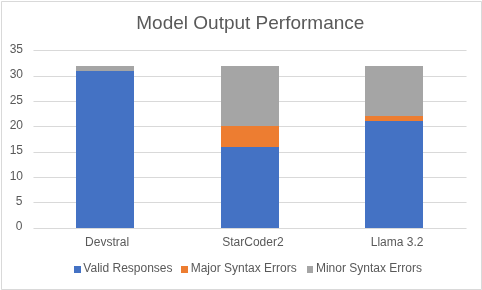 Model Output Performance
35
30
25
20
15
10
5
0
Devstral StarCoder2 Llama 3.2
Valid Responses Major Syntax Errors Minor Syntax Errors